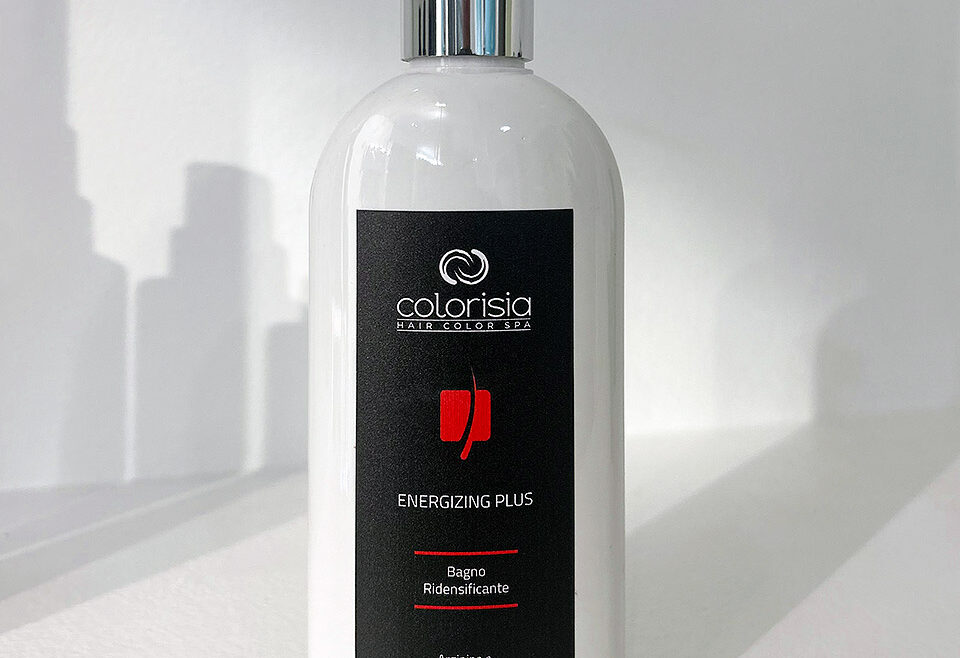 colorisia
HAIR COLOR SPA
ENERGIZING PLUS
Bagno
Ridensificante